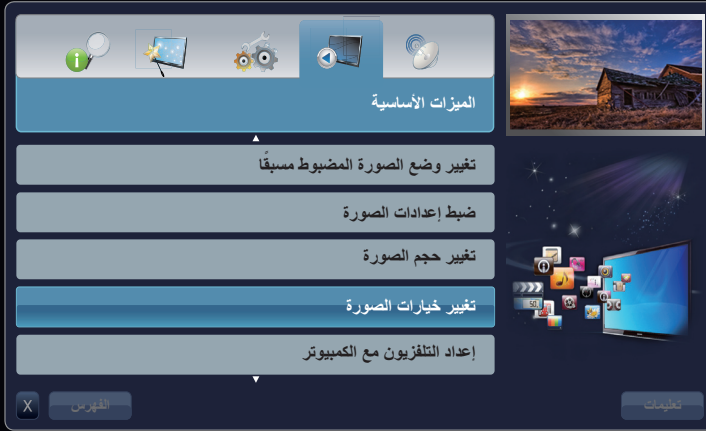 الميزات الأساسية
تغيير وضع الصورة المضبوط مسبقًا
ضبط إعدادات الصورة
تغيير حجم الصورة
تغيير خيارات الصورة
إعداد التلفزيون مع الكمبيوتر
تعليمات
الفهرس
X